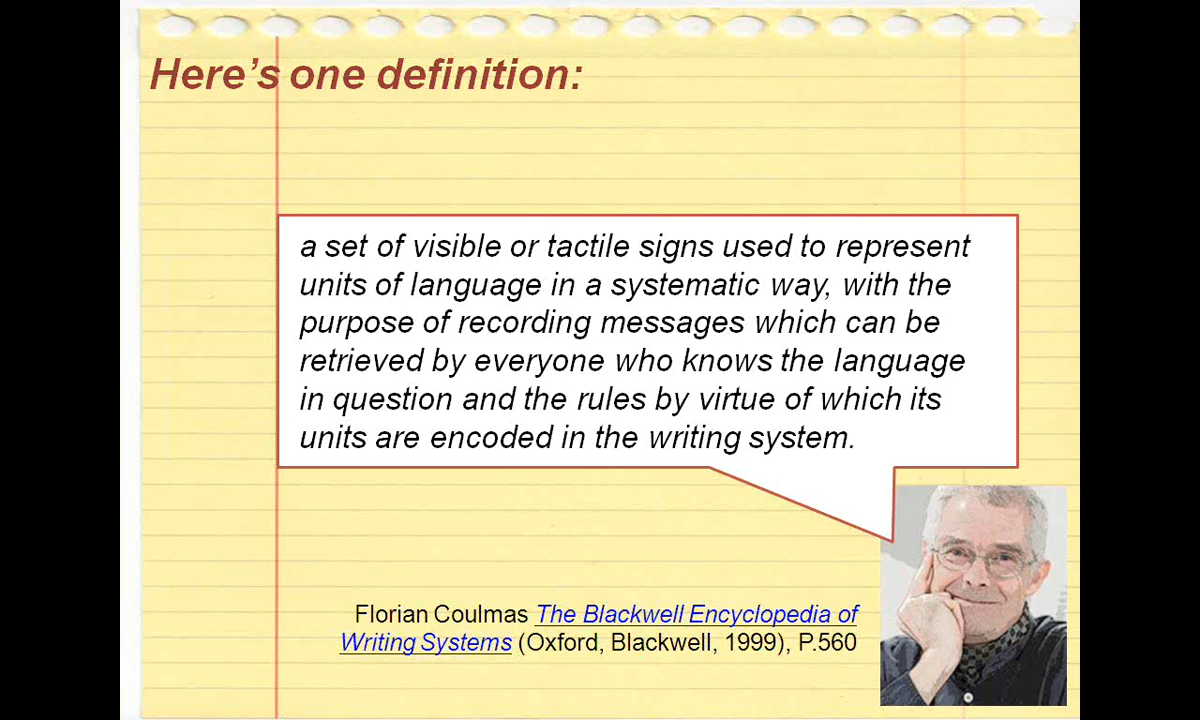 Here’s one definition:
a set of visible or tactile signs used to represent
units of language in a systematic way, with the
purpose of recording messages which can be
retrieved by everyone who knows the language
in question and the rules by virtue of which its
units are encoded in the writing system.
Florian Coulmas The Blackwell Encyclopedia of
Writing Systems (Oxford, Blackwell, 1999), P.560